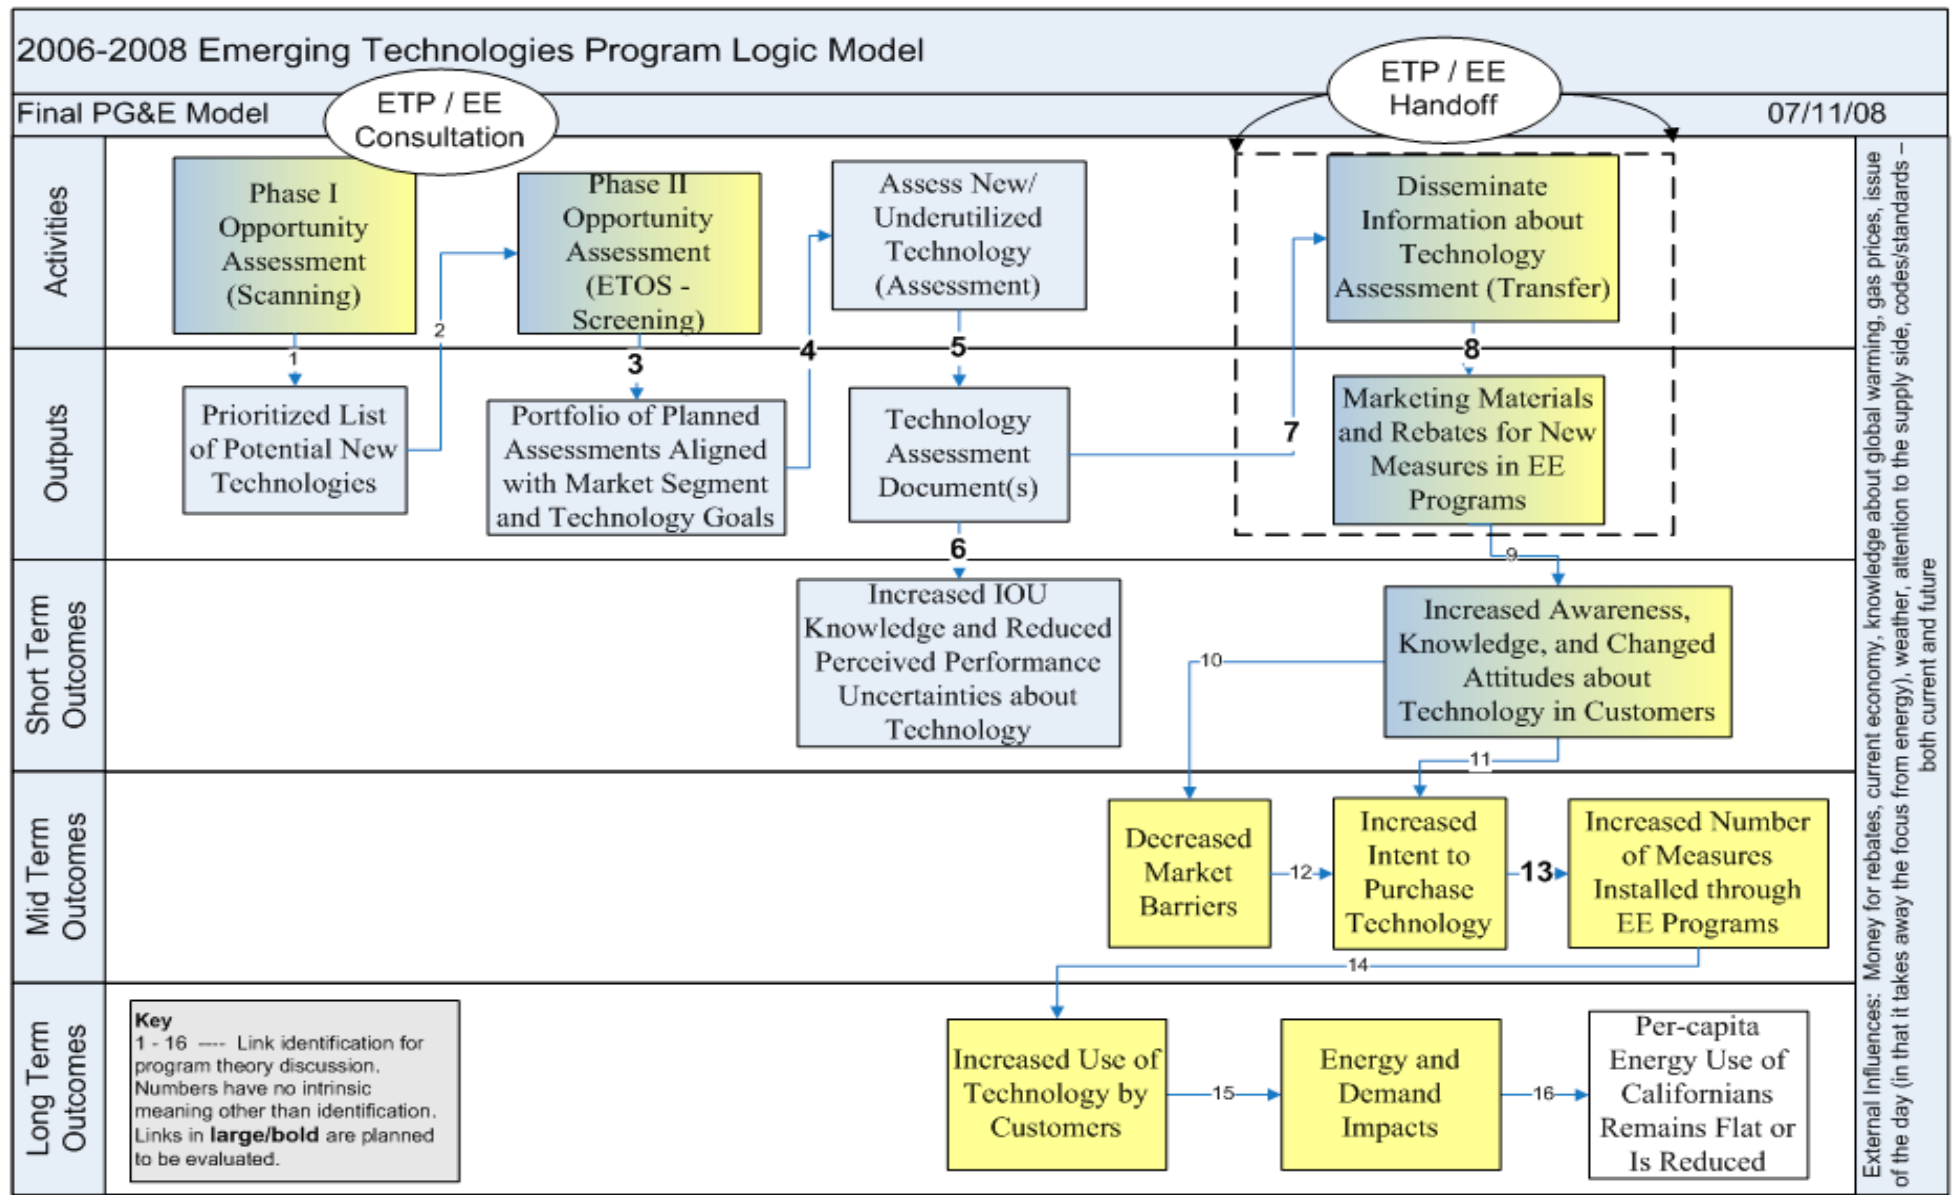 2006-2008 Emerging Technologies Program Logic Model
Final PG&E Model
07/11/08
ETP / EE
Consultation
ETP / EE
Handoff
Activities
Phase I
Opportunity
Assessment
(Scanning)
Phase II
Opportunity
Assessment
(ETOS -
Screening)
Assess New/
Underutilized
Technology
(Assessment)
Disseminate
Information about
Technology
Assessment (Transfer)
1
2
3
4
5
7
8
Outputs
Prioritized List
of Potential New
Technologies
Portfolio of Planned
Assessments Aligned
with Market Segment
and Technology Goals
Technology
Assessment
Document(s)
Marketing Materials
and Rebates for New
Measures in EE
Programs
6
9
Short Term
Outcomes
Increased IOU
Knowledge and Reduced
Perceived Performance
Uncertainties about
Technology
Increased Awareness,
Knowledge, and Changed
Attitudes about
Technology in Customers
10
11
Mid Term
Outcomes
Decreased
Market
Barriers
12
Increased
Intent to
Purchase
Technology
13
Increased Number
of Measures
Installed through
EE Programs
14
Long Term
Outcomes
Key
1 - 16 ---- Link identification for
program theory discussion.
Numbers have no intrinsic
meaning other than identification.
Links in large/bold are planned
to be evaluated.
Increased Use of
Technology by
Customers
15
Energy and
Demand
Impacts
16
Per-capita
Energy Use of
Californians
Remains Flat or
Is Reduced
External Influences: Money for rebates, current economy, knowledge about global warming, gas prices, issue
of the day (in that it takes away the focus from energy), weather, attention to the supply side, codes/standards –
both current and future